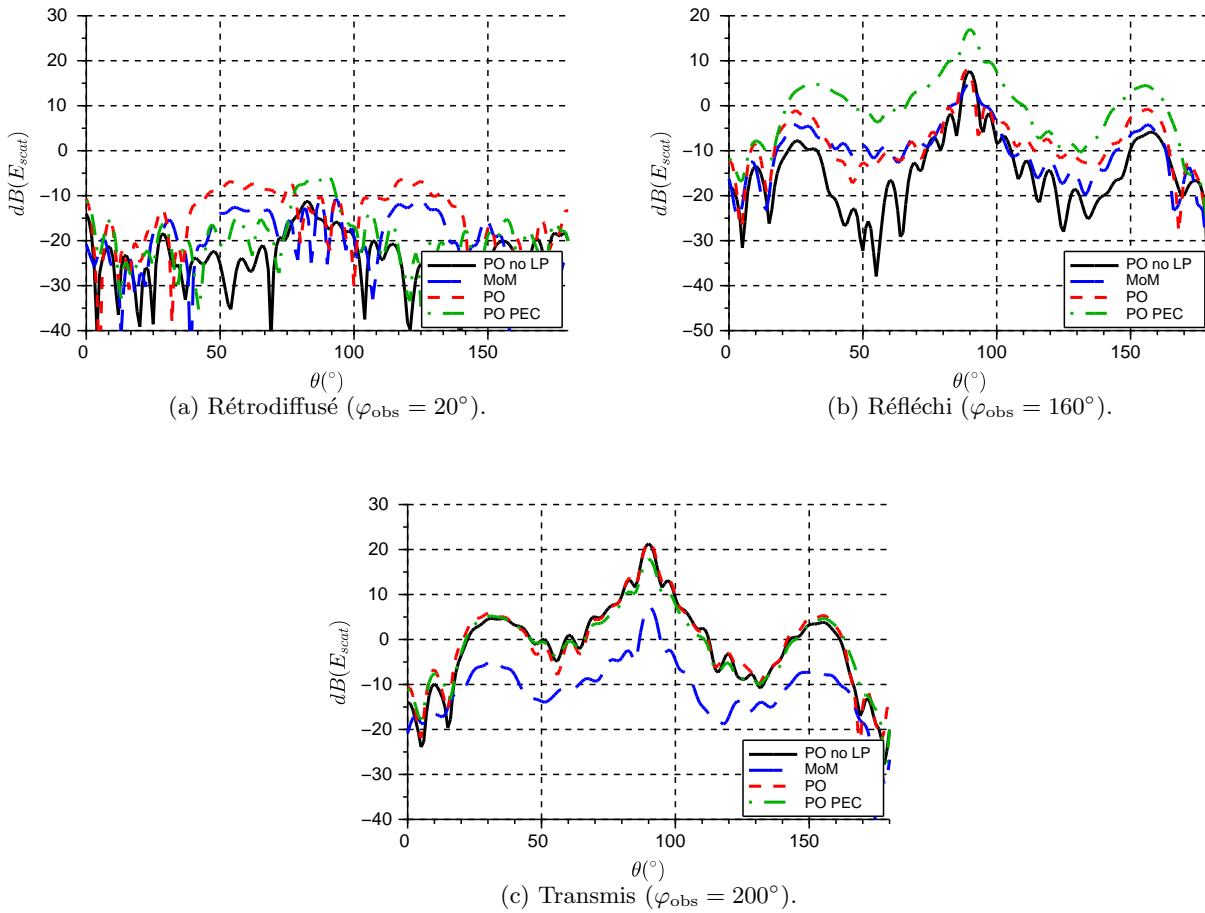 30
20
10
0
−10
−20
−30
−40
0
50
100
150
dB(E_scat)
θ(°)
PO no LP
MoM
PO
PO PEC
(a) Rétrodiffusé (φ_obs = 20°).
20
10
0
−10
−20
−30
−40
−50
0
50
100
150
dB(E_scat)
θ(°)
PO no LP
MoM
PO
PO PEC
(b) Réfléchi (φ_obs = 160°).
30
20
10
0
−10
−20
−30
−40
0
50
100
150
dB(E_scat)
θ(°)
PO no LP
MoM
PO
PO PEC
(c) Transmis (φ_obs = 200°).